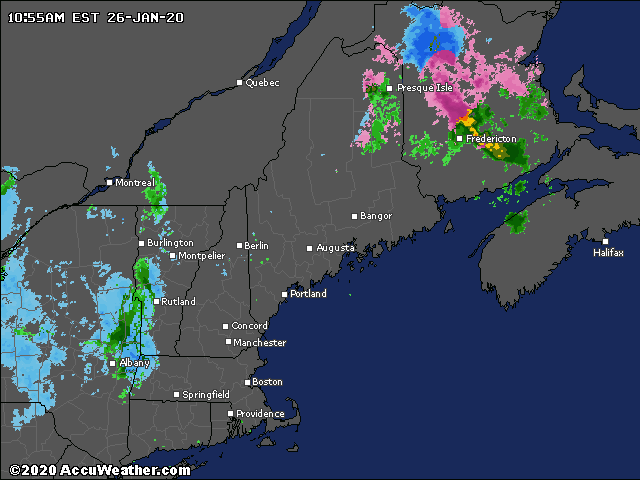 10:55AM EST 26-JAN-20
Quebec
Presque Isle
Fredericton
Montreal
Bangor
Burlington
Berlin
Augusta
Halifax
Montpelier
Rutland
Portland
Concord
Manchester
Albany
Boston
Springfield
Providence
©2020 AccuWeather.com